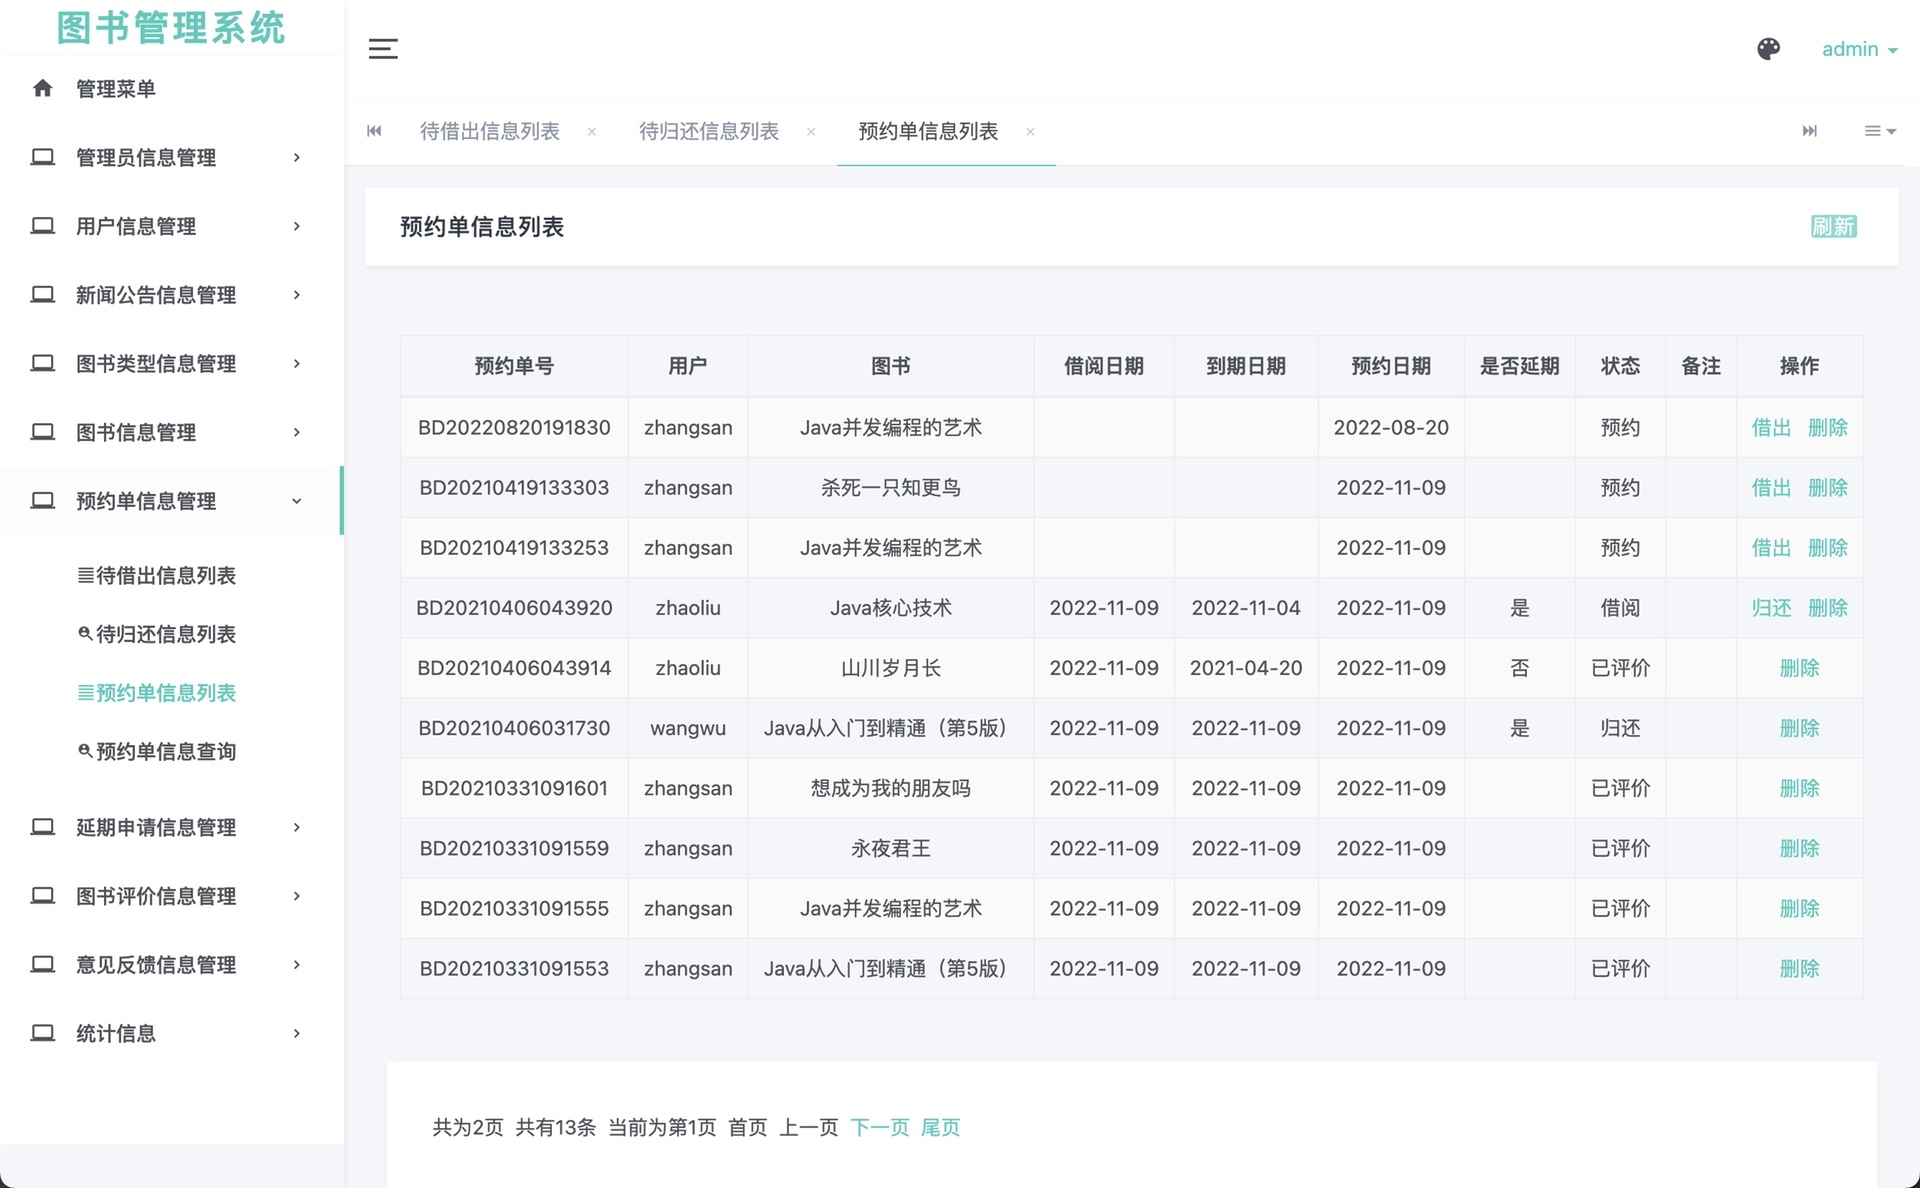 图书管理系统
admin
管理菜单
管理员信息管理
用户信息管理
新闻公告信息管理
图书类型信息管理
图书信息管理
预约单信息管理
待借出信息列表
待归还信息列表
预约单信息列表
预约单信息查询
延期申请信息管理
图书评价信息管理
意见反馈信息管理
统计信息
待借出信息列表 × 待归还信息列表 × 预约单信息列表 ×
预约单信息列表 刷新
预约单号 用户 图书 借阅日期 到期日期 预约日期 是否延期 状态 备注 操作
BD20220820191830 zhangsan Java并发编程的艺术 2022-08-20 预约 借出 删除
BD20210419133303 zhangsan 杀死一只知更鸟 2022-11-09 预约 借出 删除
BD20210419133253 zhangsan Java并发编程的艺术 2022-11-09 预约 借出 删除
BD20210406043920 zhaoliu Java核心技术 2022-11-09 2022-11-04 2022-11-09 是 借阅 归还 删除
BD20210406043914 zhaoliu 山川岁月长 2022-11-09 2021-04-20 2022-11-09 否 已评价 删除
BD20210406031730 wangwu Java从入门到精通（第5版） 2022-11-09 2022-11-09 2022-11-09 是 归还 删除
BD20210331091601 zhangsan 想成为我的朋友吗 2022-11-09 2022-11-09 2022-11-09 已评价 删除
BD20210331091559 zhangsan 永夜君王 2022-11-09 2022-11-09 2022-11-09 已评价 删除
BD20210331091555 zhangsan Java并发编程的艺术 2022-11-09 2022-11-09 2022-11-09 已评价 删除
BD20210331091553 zhangsan Java从入门到精通（第5版） 2022-11-09 2022-11-09 2022-11-09 已评价 删除
共为2页 共有13条 当前为第1页 首页 上一页 下一页 尾页